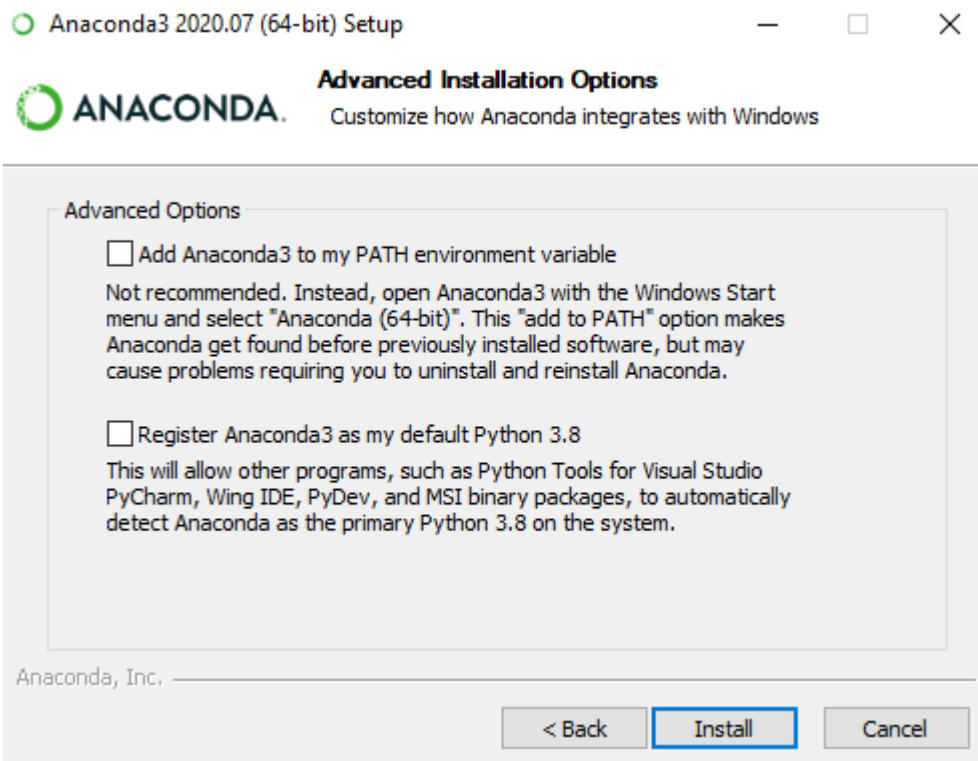 Anaconda3 2020.07 (64-bit) Setup
ANACONDA.
Advanced Installation Options
Customize how Anaconda integrates with Windows
Advanced Options
Add Anaconda3 to my PATH environment variable
Not recommended. Instead, open Anaconda3 with the Windows Start
menu and select "Anaconda (64-bit)". This "add to PATH" option makes
Anaconda get found before previously installed software, but may
cause problems requiring you to uninstall and reinstall Anaconda.
Register Anaconda3 as my default Python 3.8
This will allow other programs, such as Python Tools for Visual Studio
PyCharm, Wing IDE, PyDev, and MSI binary packages, to automatically
detect Anaconda as the primary Python 3.8 on the system.
Anaconda, Inc.
< Back Install Cancel